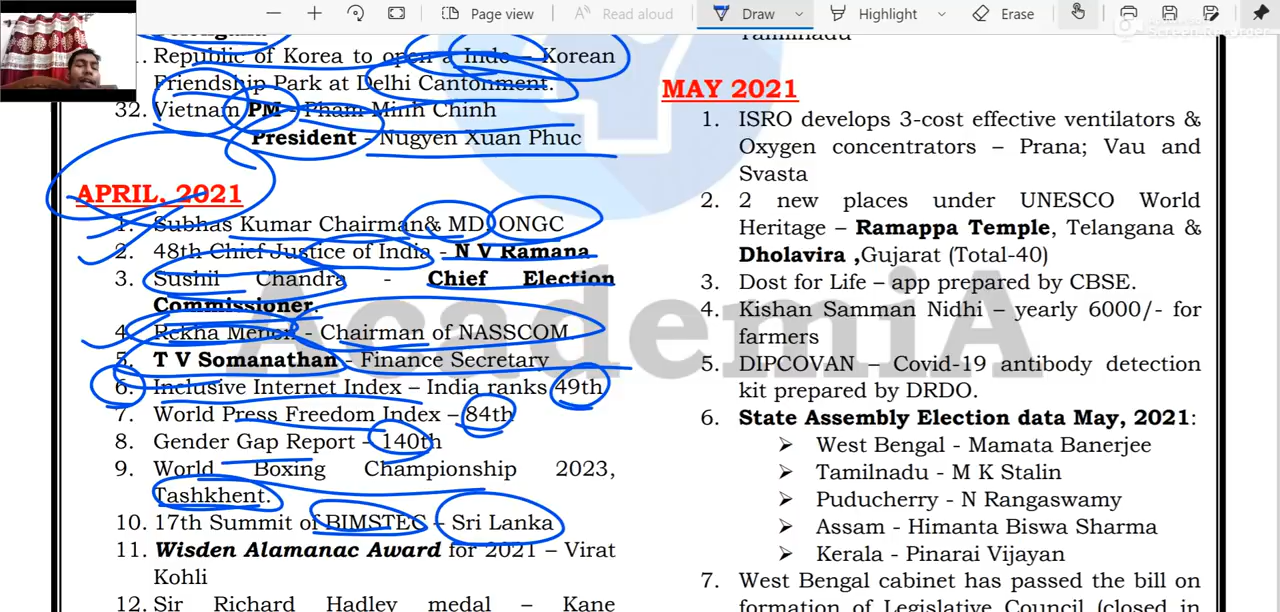 Page view
Read aloud
Draw
Highlight
Erase
Screen Recorder
Republic of Korea to open a Indo – Korean
Friendship Park at Delhi Cantonment.
32. Vietnam PM - Pham Minh Chinh
President - Nugyen Xuan Phuc
APRIL, 2021
1. Subhas Kumar Chairman& MD, ONGC
2. 48th Chief Justice of India - N V Ramana
3. Sushil Chandra - Chief Election
Commissioner.
4. Rekha Menon - Chairman of NASSCOM.
5. T V Somanathan - Finance Secretary
6. Inclusive Internet Index – India ranks 49th
7. World Press Freedom Index – 84th
8. Gender Gap Report - 140th
9. World Boxing Championship 2023,
Tashkhent.
10. 17th Summit of BIMSTEC – Sri Lanka
11. Wisden Alamanac Award for 2021 – Virat
Kohli
12. Sir Richard Hadley medal – Kane
Tamilnadu
MAY 2021
1. ISRO develops 3-cost effective ventilators &
Oxygen concentrators – Prana; Vau and
Svasta
2. 2 new places under UNESCO World
Heritage – Ramappa Temple, Telangana &
Dholavira ,Gujarat (Total-40)
3. Dost for Life – app prepared by CBSE.
4. Kishan Samman Nidhi – yearly 6000/- for
farmers
5. DIPCOVAN – Covid-19 antibody detection
kit prepared by DRDO.
6. State Assembly Election data May, 2021:
➢ West Bengal - Mamata Banerjee
➢ Tamilnadu - M K Stalin
➢ Puducherry - N Rangaswamy
➢ Assam - Himanta Biswa Sharma
➢ Kerala - Pinarai Vijayan
7. West Bengal cabinet has passed the bill on
formation of Legislative Council (closed in
AcademiA